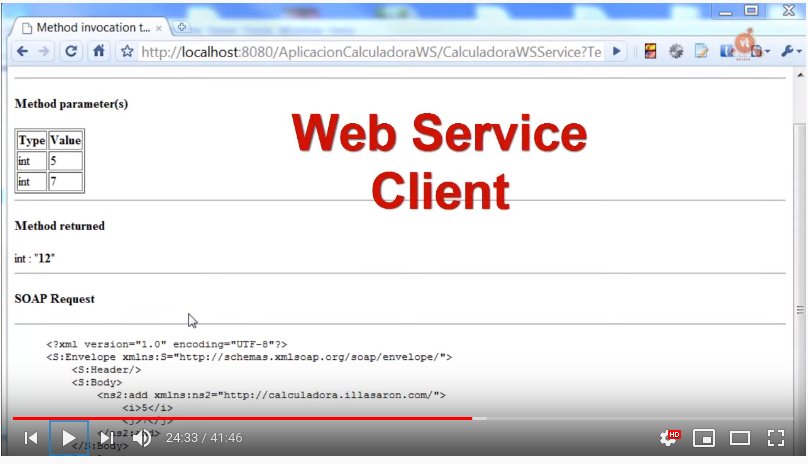 Method invocation t...
http://localhost:8080/AplicacionCalculadoraWS/CalculadoraWSService?Te
Method parameter(s)
Type Value
int 5
int 7
Web Service
Client
Method returned
int : "12"
SOAP Request
<?xml version="1.0" encoding="UTF-8"?>
<S:Envelope xmlns:S="http://schemas.xmlsoap.org/soap/envelope/">
<S:Header/>
<S:Body>
<ns2:add xmlns:ns2="http://calculadora.illasaron.com/">
<i>5</i>
<j>7</j>
</ns2:add>
</S:Body>
24:33 / 41:46
HD